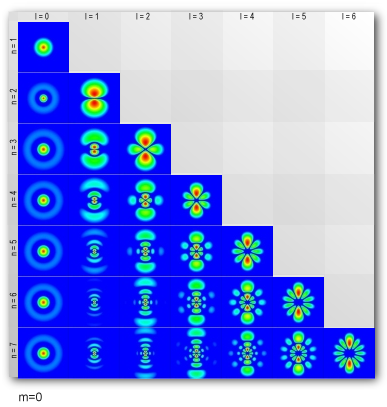 l = 0 l = 1 l = 2 l = 3 l = 4 l = 5 l = 6
n = 1
n = 2
n = 3
n = 4
n = 5
n = 6
n = 7
m=0